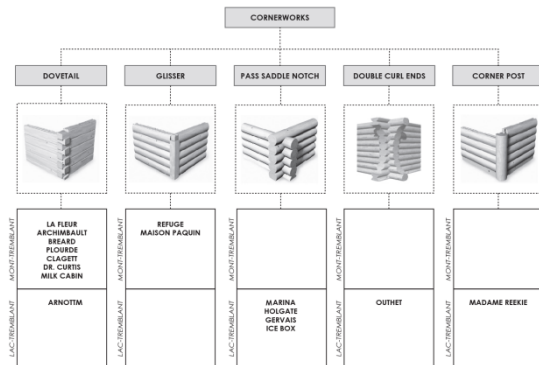 CORNERWORKS
DOVETAIL
GLISSER
PASS SADDLE NOTCH
DOUBLE CURL ENDS
CORNER POST
MONT-TREMBLANT
LA FLEUR
ARCHIMBAULT
BREARD
PLOURDE
CLAGETT
DR. CURTIS
MILK CABIN
MONT-TREMBLANT
REFUGE
MAISON PAQUIN
MONT-TREMBLANT
MONT-TREMBLANT
MONT-TREMBLANT
LAC-TREMBLANT
ARNOTTM
LAC-TREMBLANT
LAC-TREMBLANT
MARINA
HOLGATE
GERVAIS
ICE BOX
LAC-TREMBLANT
OUTHET
LAC-TREMBLANT
MADAME REEKIE